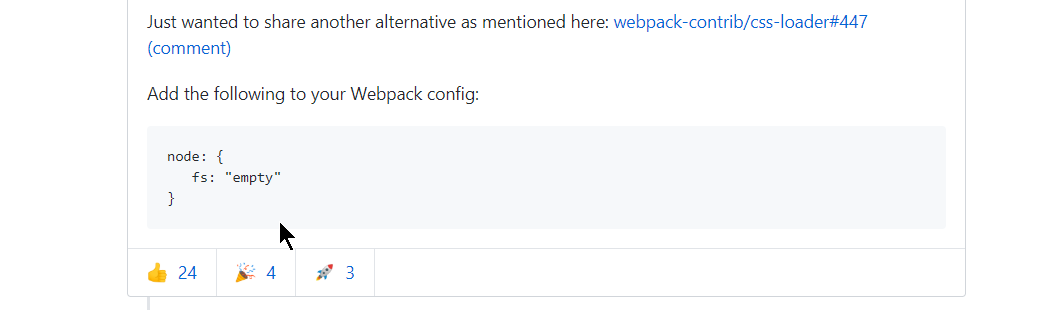 Just wanted to share another alternative as mentioned here: webpack-contrib/css-loader#447
(comment)
Add the following to your Webpack config:
node: {
   fs: "empty"
}
👍 24 🎉 4 🚀 3